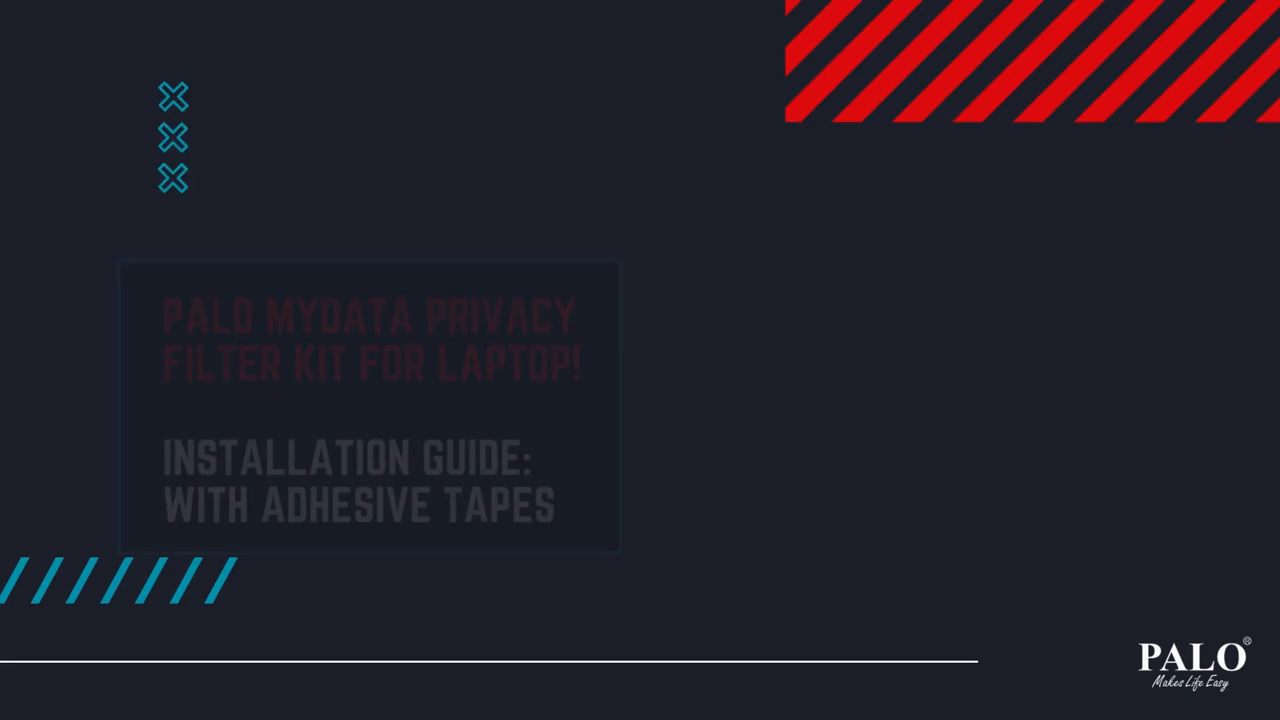 PALO MYDATA PRIVACY
FILTER KIT FOR LAPTOP!
INSTALLATION GUIDE:
WITH ADHESIVE TAPES
PALO®
Makes Life Easy